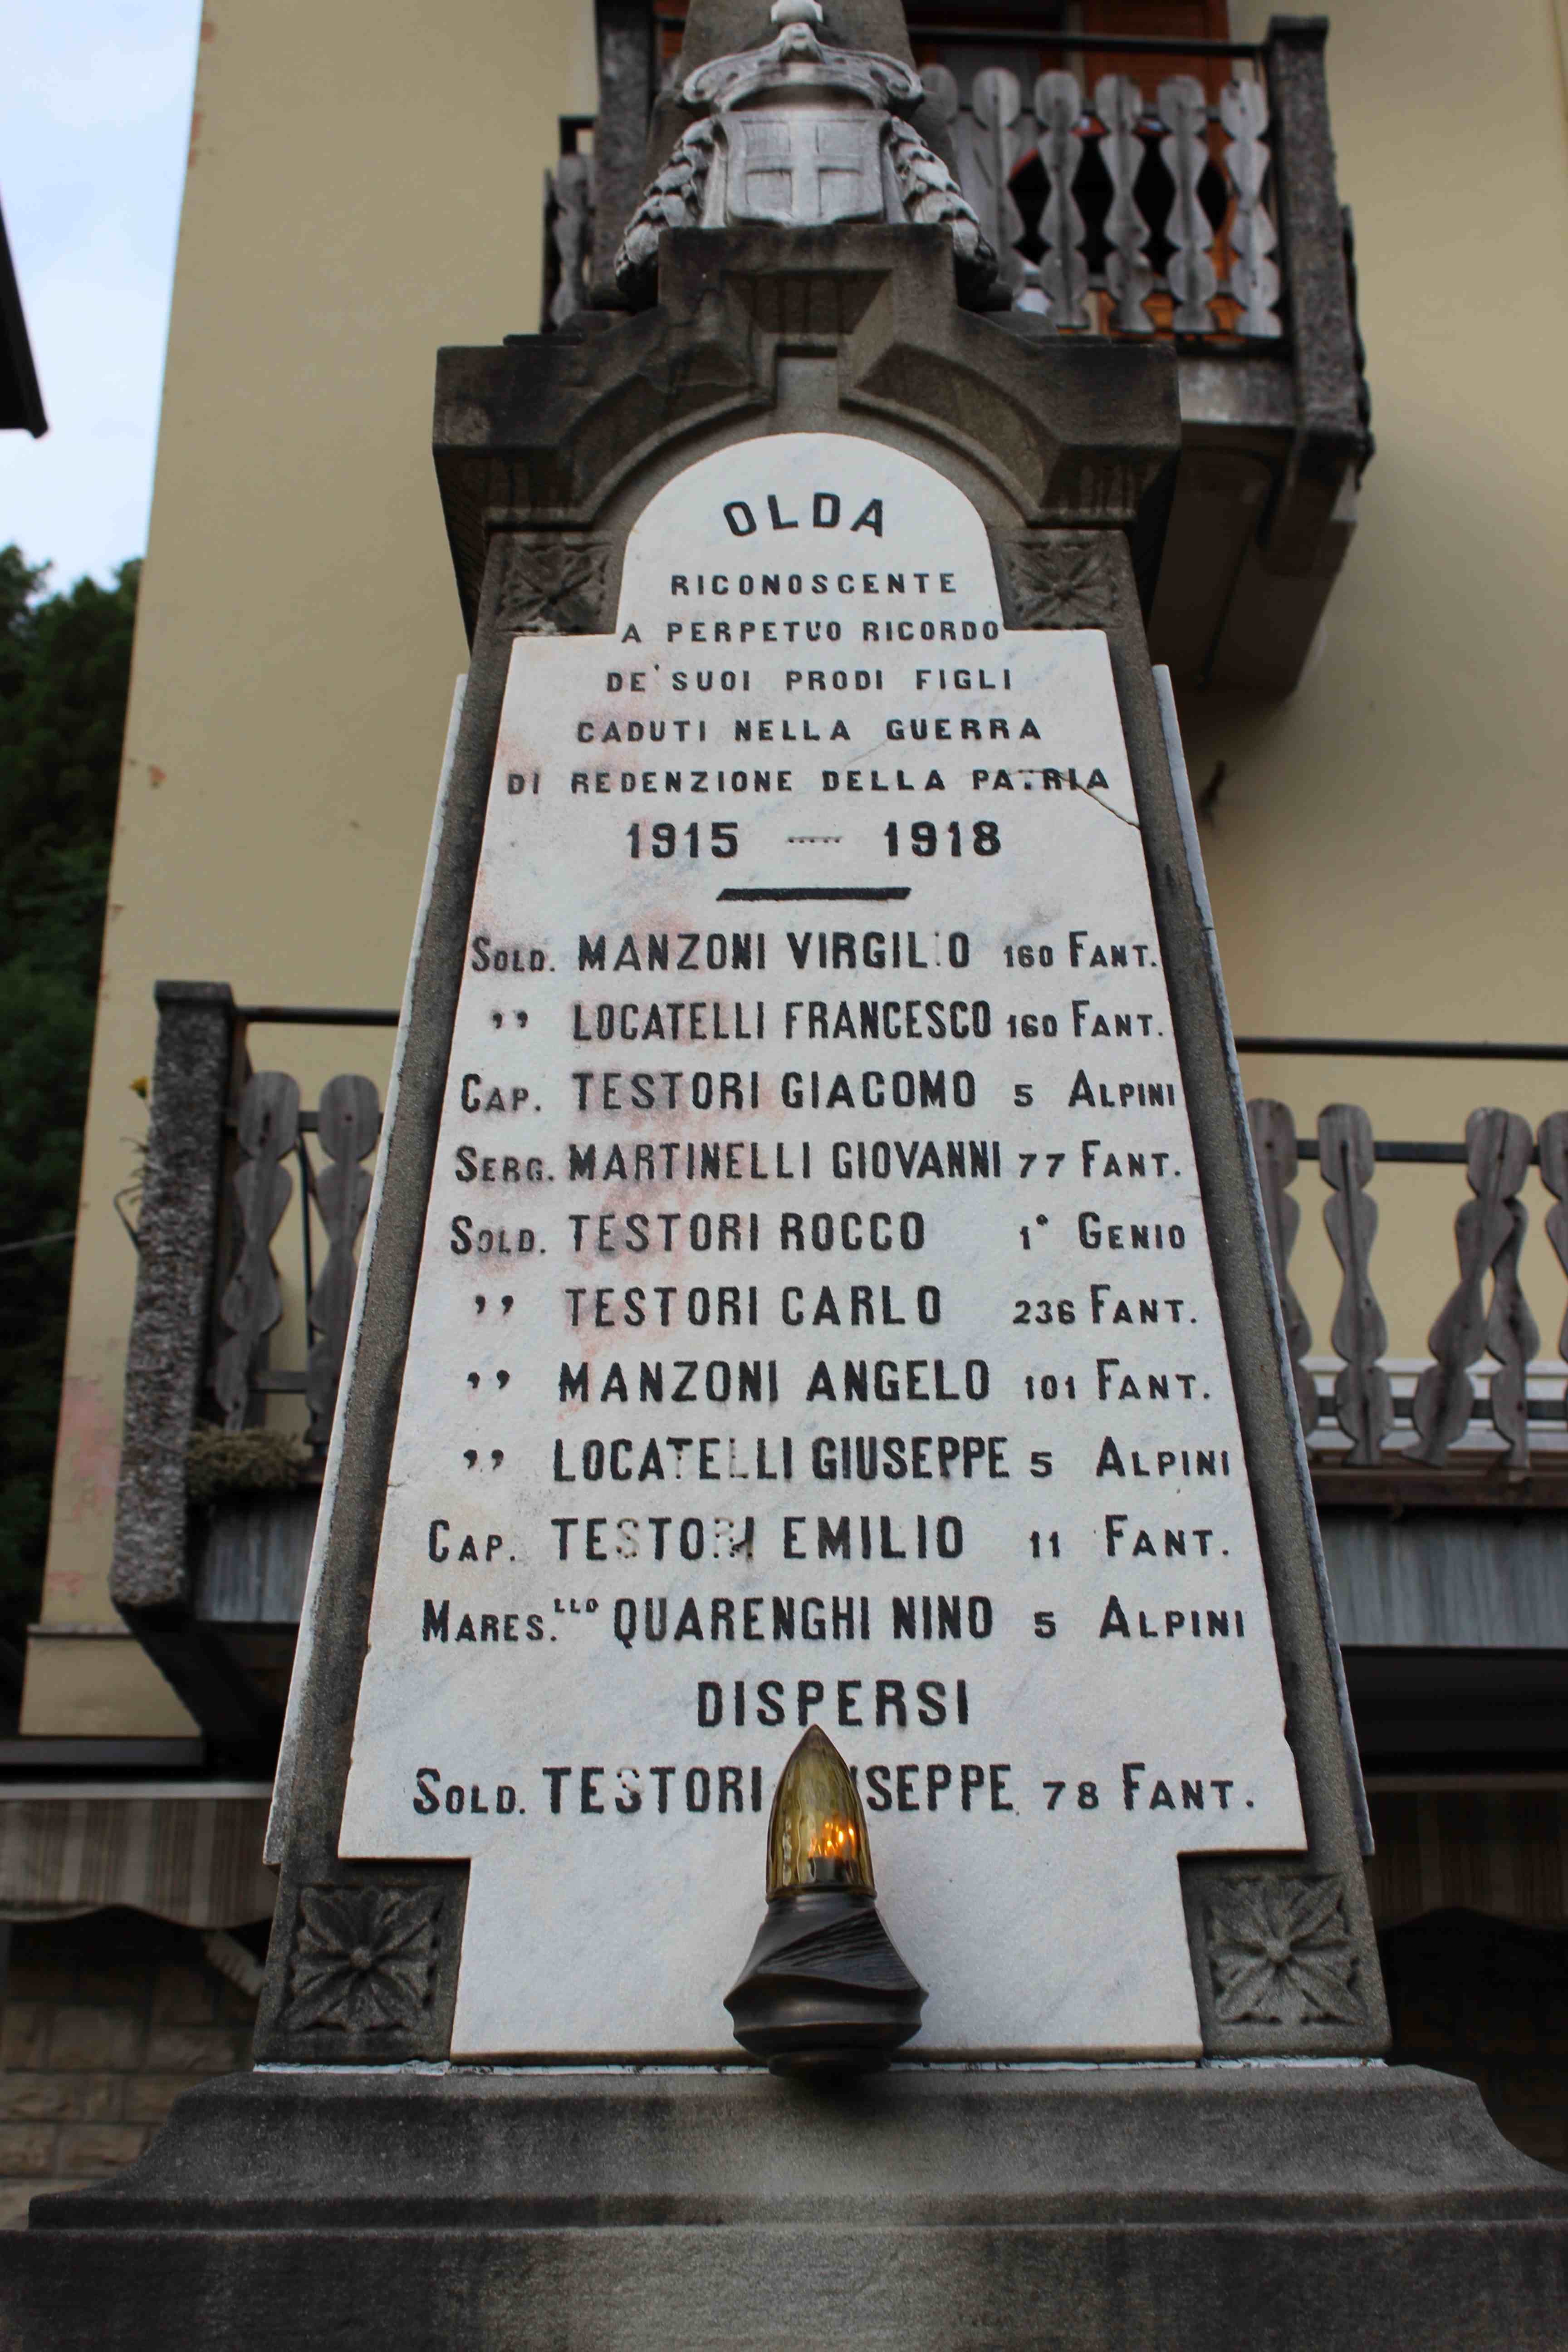 OLDA
RICONOSCENTE
A PERPETUO RICORDO
DE' SUOI PRODI FIGLI
CADUTI NELLA GUERRA
DI REDENZIONE DELLA PATRIA
1915 — 1918
SOLD. MANZONI VIRGILIO 160 FANT.
,, LOCATELLI FRANCESCO 160 FANT.
CAP. TESTORI GIACOMO 5 ALPINI
SERG. MARTINELLI GIOVANNI 77 FANT.
SOLD. TESTORI ROCCO 1° GENIO
,, TESTORI CARLO 236 FANT.
,, MANZONI ANGELO 101 FANT.
,, LOCATELLI GIUSEPPE 5 ALPINI
CAP. TESTORI EMILIO 11 FANT.
MARES.LLO QUARENGHI NINO 5 ALPINI
DISPERSI
SOLD. TESTORI GIUSEPPE 78 FANT.